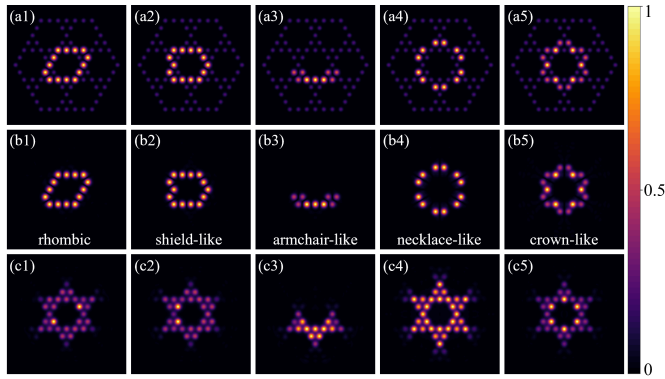 (a1) (a2) (a3) (a4) (a5) 1
(b1) (b2) (b3) (b4) (b5) 0.5
rhombic shield-like armchair-like necklace-like crown-like
(c1) (c2) (c3) (c4) (c5)
0